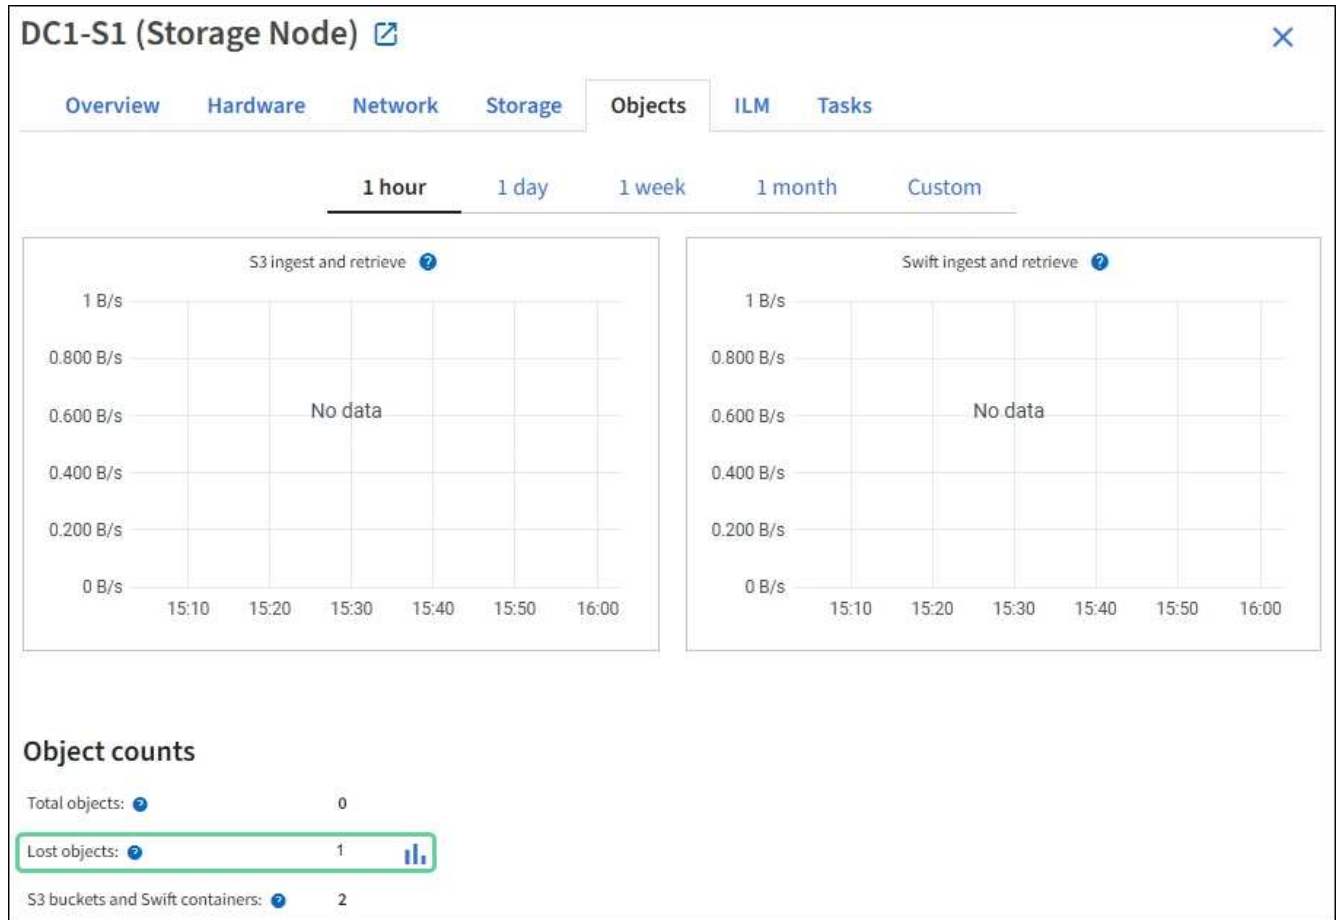 DC1-S1 (Storage Node)
Overview Hardware Network Storage Objects ILM Tasks
1 hour 1 day 1 week 1 month Custom
S3 ingest and retrieve ?
1 B/s
0.800 B/s
0.600 B/s
0.400 B/s
0.200 B/s
0 B/s
No data
15:10 15:20 15:30 15:40 15:50 16:00
Swift ingest and retrieve ?
1 B/s
0.800 B/s
0.600 B/s
0.400 B/s
0.200 B/s
0 B/s
No data
15:10 15:20 15:30 15:40 15:50 16:00
Object counts
Total objects: ? 0
Lost objects: ? 1
S3 buckets and Swift containers: ? 2